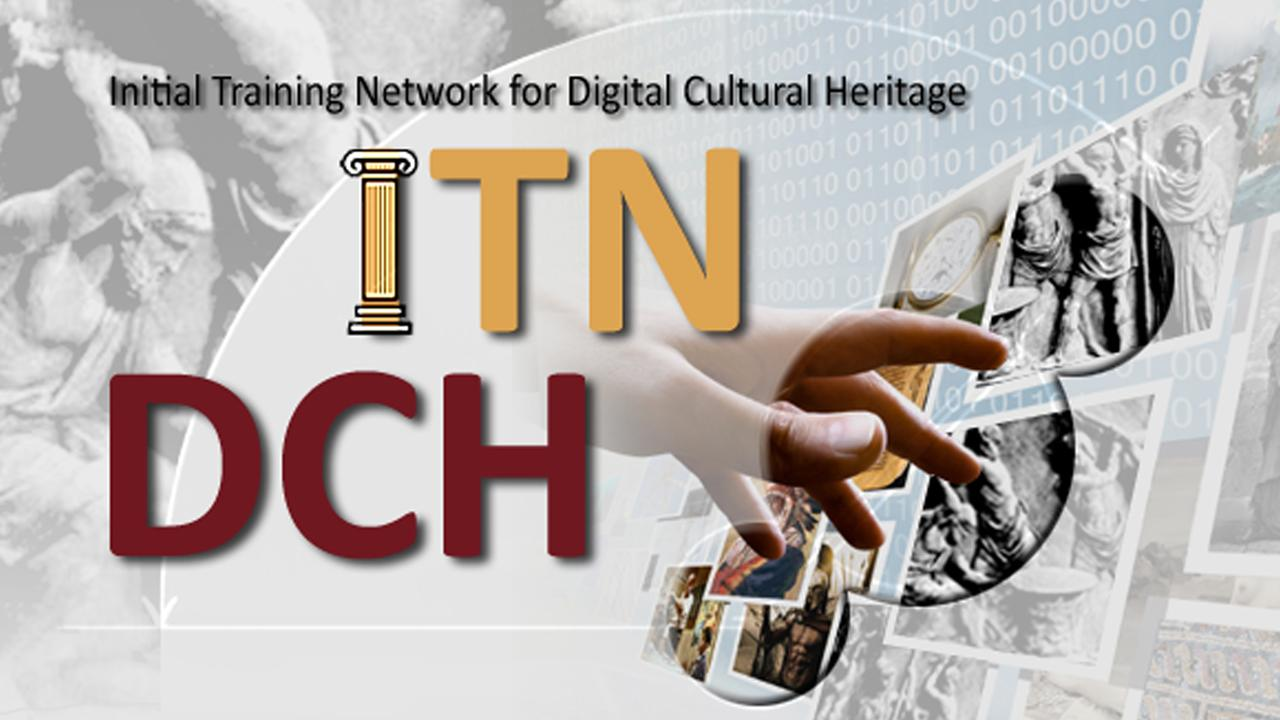 Initial Training Network for Digital Cultural Heritage
ITN
DCH